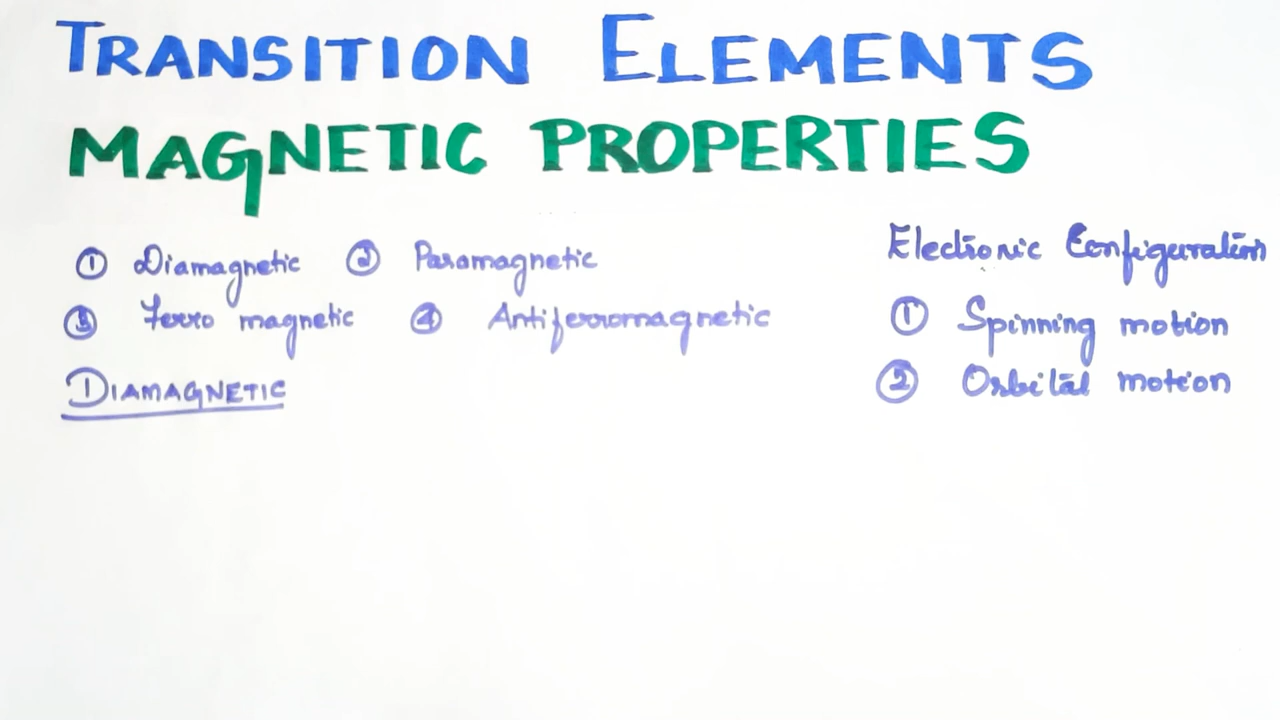 TRANSITION ELEMENTS
MAGNETIC PROPERTIES
① Diamagnetic ② Paramagnetic
③ Ferro magnetic ④ Antiferromagnetic
DIAMAGNETIC
Electronic Configuration
① Spinning motion
② Orbital motion